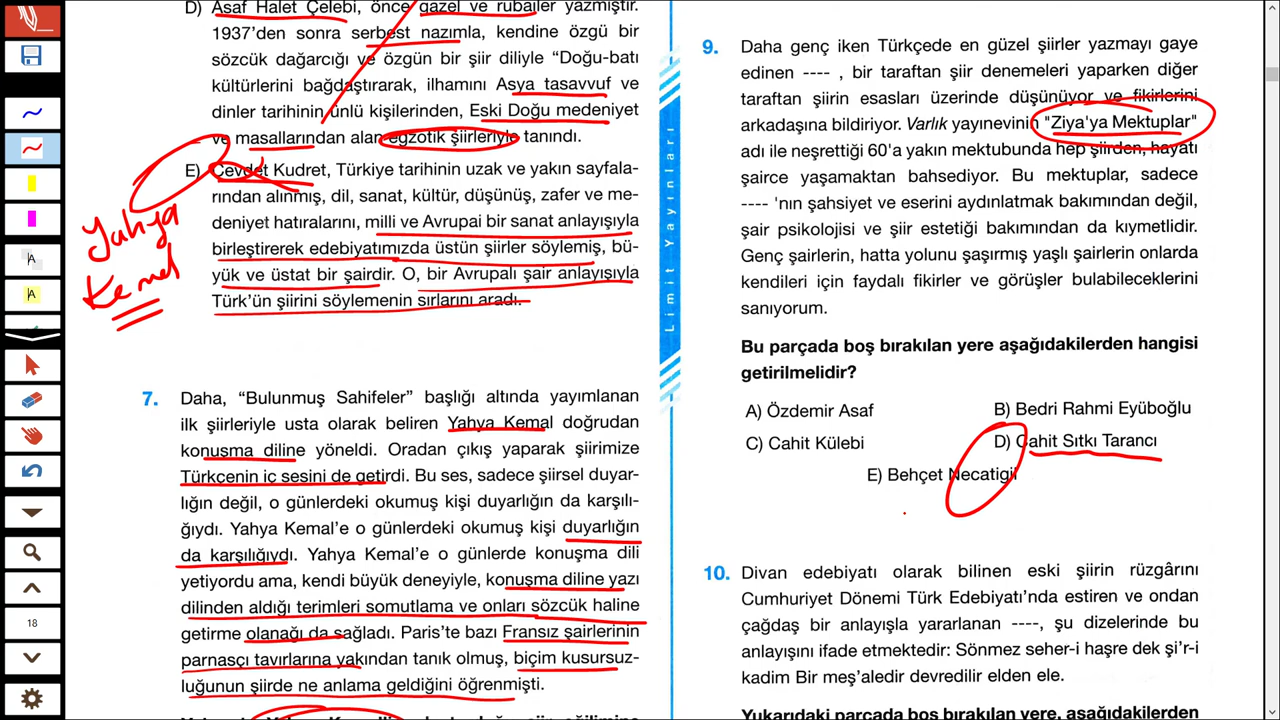 D) Asaf Halet Çelebi, önce gazel ve rubailer yazmıştır.
1937’den sonra serbest nazımla, kendine özgü bir
sözcük dağarcığı ve özgün bir şiir diliyle “Doğu-batı
kültürlerini bağdaştırarak, ilhamını Asya tasavvuf ve
dinler tarihinin ünlü kişilerinden, Eski Doğu medeniyet
ve masallarından alan egzotik şiirleriyle tanındı.
E) Cevdet Kudret, Türkiye tarihinin uzak ve yakın sayfala-
rından alınmış, dil, sanat, kültür, düşünüş, zafer ve me-
deniyet hatıralarını, milli ve Avrupai bir sanat anlayışıyla
birleştirerek edebiyatımızda üstün şiirler söylemiş, bü-
yük ve üstat bir şairdir. O, bir Avrupalı şair anlayışıyla
Türk’ün şiirini söylemenin sırlarını aradı.
Yahya
Kemal
7. Daha, “Bulunmuş Sahifeler” başlığı altında yayımlanan
ilk şiirleriyle usta olarak beliren Yahya Kemal doğrudan
konuşma diline yöneldi. Oradan çıkış yaparak şiirimize
Türkçenin iç sesini de getirdi. Bu ses, sadece şiirsel duyar-
lığın değil, o günlerdeki okumuş kişi duyarlığın da karşılı-
ğıydı. Yahya Kemal’e o günlerdeki okumuş kişi duyarlığın
da karşılığıydı. Yahya Kemal’e o günlerde konuşma dili
yetiyordu ama, kendi büyük deneyiyle, konuşma diline yazı
dilinden aldığı terimleri somutlama ve onları sözcük haline
getirme olanağı da sağladı. Paris’te bazı Fransız şairlerinin
parnasçı tavırlarına yakından tanık olmuş, biçim kusursuz-
luğunun şiirde ne anlama geldiğini öğrenmişti.
Limit Yayınları
9. Daha genç iken Türkçede en güzel şiirler yazmayı gaye
edinen ---- , bir taraftan şiir denemeleri yaparken diğer
taraftan şiirin esasları üzerinde düşünüyor ve fikirlerini
arkadaşına bildiriyor. Varlık yayınevinin "Ziya'ya Mektuplar"
adı ile neşrettiği 60'a yakın mektubunda hep şiirden, hayatı
şairce yaşamaktan bahsediyor. Bu mektuplar, sadece
---- 'nın şahsiyet ve eserini aydınlatmak bakımından değil,
şair psikolojisi ve şiir estetiği bakımından da kıymetlidir.
Genç şairlerin, hatta yolunu şaşırmış yaşlı şairlerin onlarda
kendileri için faydalı fikirler ve görüşler bulabileceklerini
sanıyorum.
Bu parçada boş bırakılan yere aşağıdakilerden hangisi
getirilmelidir?
A) Özdemir Asaf B) Bedri Rahmi Eyüboğlu
C) Cahit Külebi D) Cahit Sıtkı Tarancı
E) Behçet Necatigil
10. Divan edebiyatı olarak bilinen eski şiirin rüzgârını
Cumhuriyet Dönemi Türk Edebiyatı’nda estiren ve ondan
çağdaş bir anlayışla yararlanan ----, şu dizelerinde bu
anlayışını ifade etmektedir: Sönmez seher-i haşre dek şi’r-i
kadim Bir meş’aledir devredilir elden ele.
Yukarıdaki parçada boş bırakılan yere, aşağıdakilerden
A
A
18